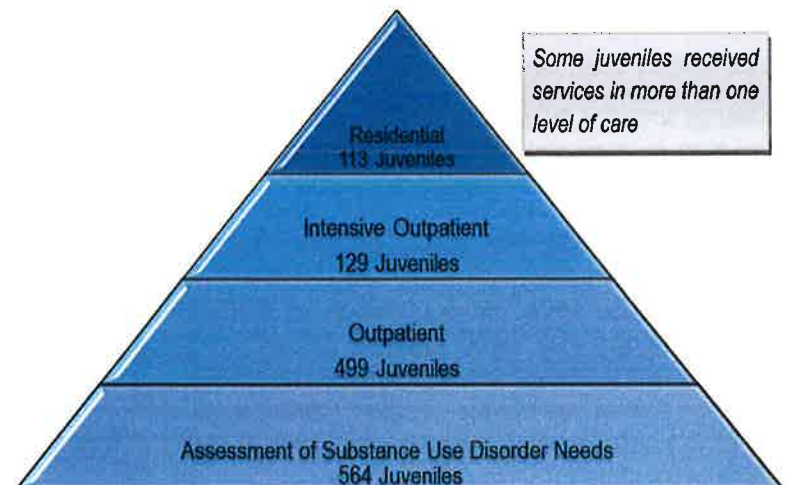 Some juveniles received
services in more than one
level of care
Residential
113 Juveniles
Intensive Outpatient
129 Juveniles
Outpatient
499 Juveniles
Assessment of Substance Use Disorder Needs
564 Juveniles